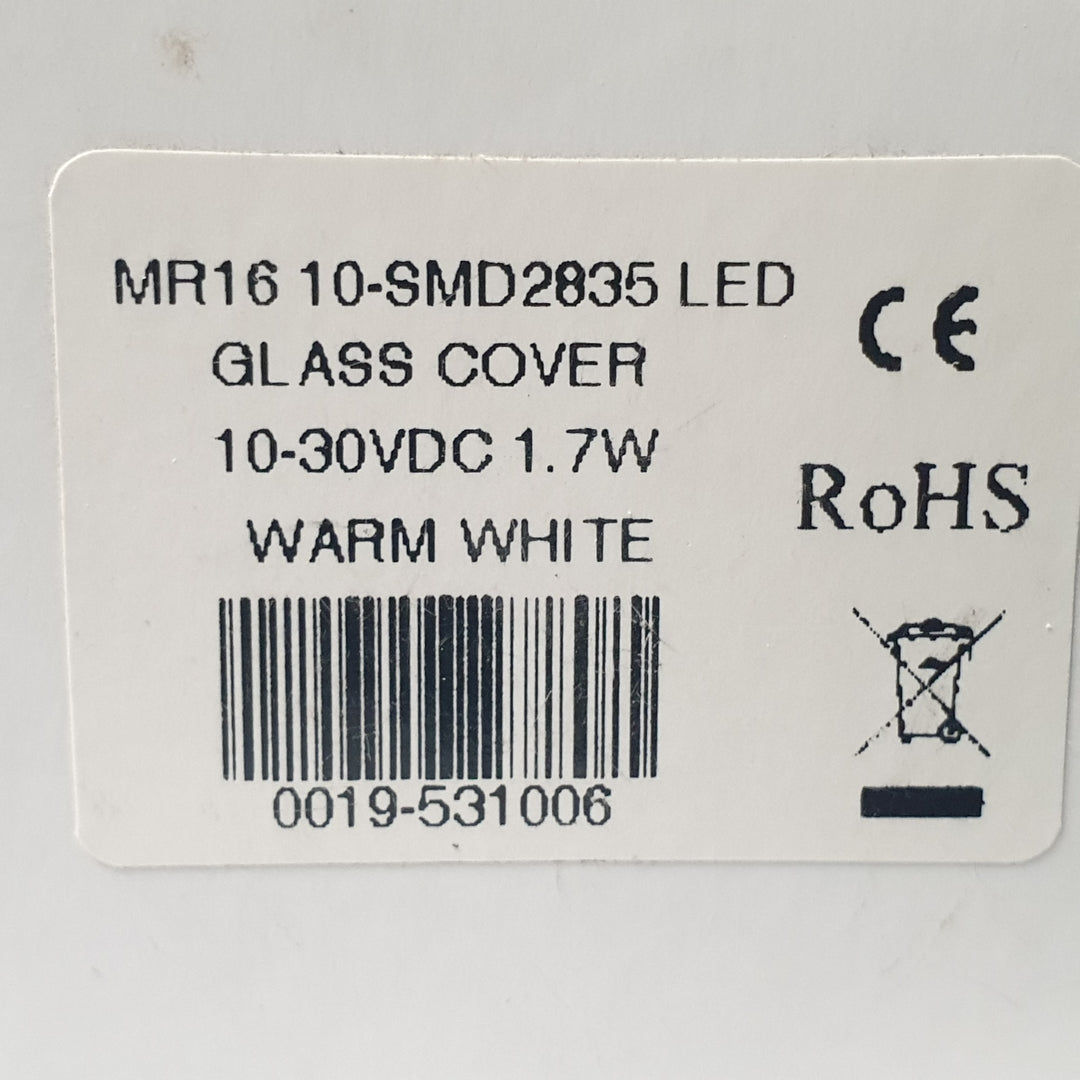 MR16 10-SMD2835 LED
GLASS COVER
10-30VDC 1.7W
WARM WHITE
0019-531006
CE
RoHS